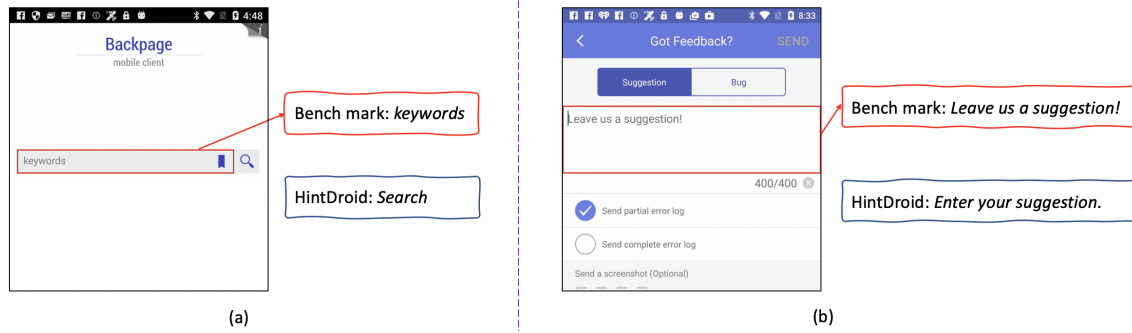 4:48
i
Backpage
mobile client
keywords
Bench mark: keywords
HintDroid: Search
(a)
8:33
Got Feedback?
SEND
Suggestion
Bug
Leave us a suggestion!
400/400
Send partial error log
Send complete error log
Send a screenshot (Optional)
Bench mark: Leave us a suggestion!
HintDroid: Enter your suggestion.
(b)